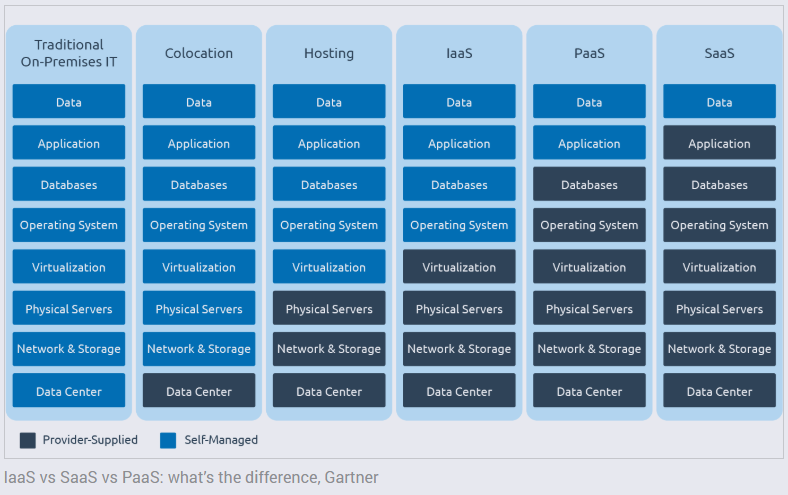 Traditional
On-Premises IT
Colocation
Hosting
IaaS
PaaS
SaaS
Data
Data
Data
Data
Data
Data
Application
Application
Application
Application
Application
Application
Databases
Databases
Databases
Databases
Databases
Databases
Operating System
Operating System
Operating System
Operating System
Operating System
Operating System
Virtualization
Virtualization
Virtualization
Virtualization
Virtualization
Virtualization
Physical Servers
Physical Servers
Physical Servers
Physical Servers
Physical Servers
Physical Servers
Network & Storage
Network & Storage
Network & Storage
Network & Storage
Network & Storage
Network & Storage
Data Center
Data Center
Data Center
Data Center
Data Center
Data Center
Provider-Supplied
Self-Managed
IaaS vs SaaS vs PaaS: what's the difference, Gartner